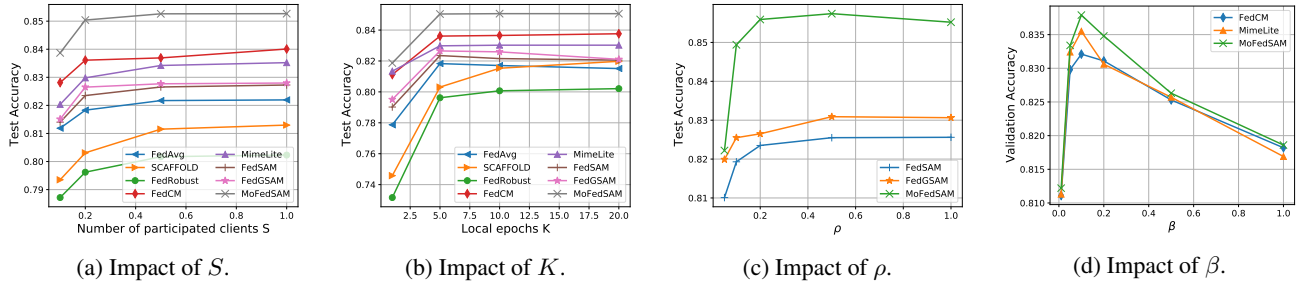 0.85
0.84
0.83
0.82
0.81
0.80
0.79
Test Accuracy
FedAvg
SCAFFOLD
FedRobust
FedCM
MimeLite
FedSAM
FedGSAM
MoFedSAM
0.2 0.4 0.6 0.8 1.0
Number of participated clients S
(a) Impact of S.
0.84
0.82
0.80
0.78
0.76
0.74
Test Accuracy
FedAvg
SCAFFOLD
FedRobust
FedCM
MimeLite
FedSAM
FedGSAM
MoFedSAM
2.5 5.0 7.5 10.0 12.5 15.0 17.5 20.0
Local epochs K
(b) Impact of K.
0.85
0.84
0.83
0.82
0.81
Test Accuracy
FedSAM
FedGSAM
MoFedSAM
0.2 0.4 0.6 0.8 1.0
ρ
(c) Impact of ρ.
0.835
0.830
0.825
0.820
0.815
0.810
Validation Accuracy
FedCM
MimeLite
MoFedSAM
0.0 0.2 0.4 0.6 0.8 1.0
β
(d) Impact of β.